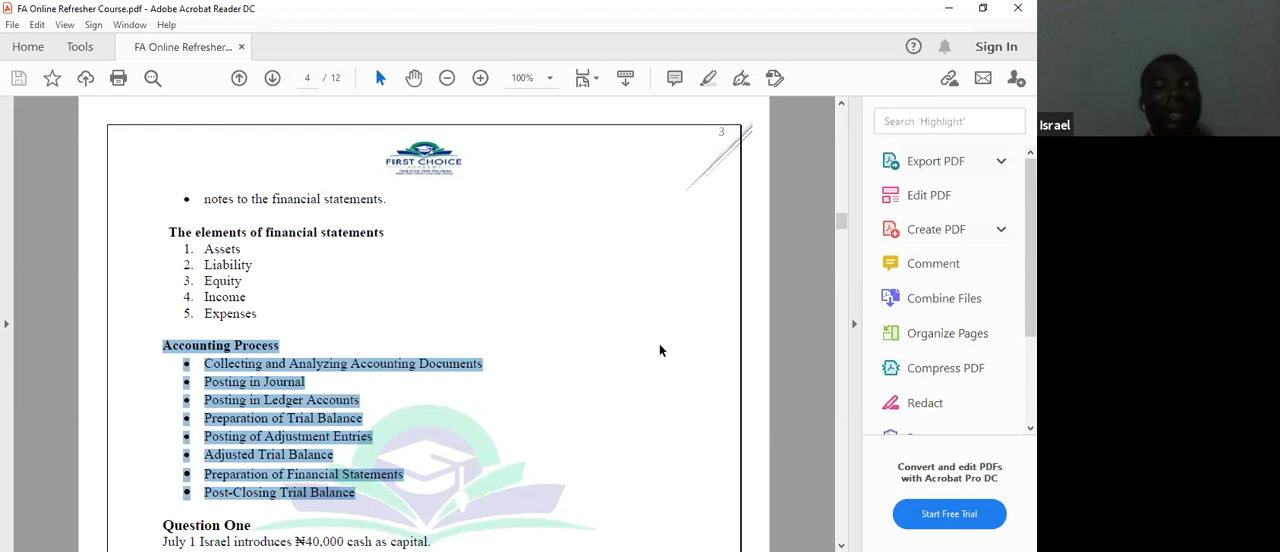 FA Online Refresher Course.pdf - Adobe Acrobat Reader DC
File Edit View Sign Window Help
Home Tools FA Online Refresher... × Sign In
4 / 12 100%
Israel
3
FIRST CHOICE
• notes to the financial statements.
The elements of financial statements
1. Assets
2. Liability
3. Equity
4. Income
5. Expenses
Accounting Process
• Collecting and Analyzing Accounting Documents
• Posting in Journal
• Posting in Ledger Accounts
• Preparation of Trial Balance
• Posting of Adjustment Entries
• Adjusted Trial Balance
• Preparation of Financial Statements
• Post-Closing Trial Balance
Question One
July 1 Israel introduces ₦40,000 cash as capital.
Search 'Highlight'
Export PDF
Edit PDF
Create PDF
Comment
Combine Files
Organize Pages
Compress PDF
Redact
Convert and edit PDFs
with Acrobat Pro DC
Start Free Trial